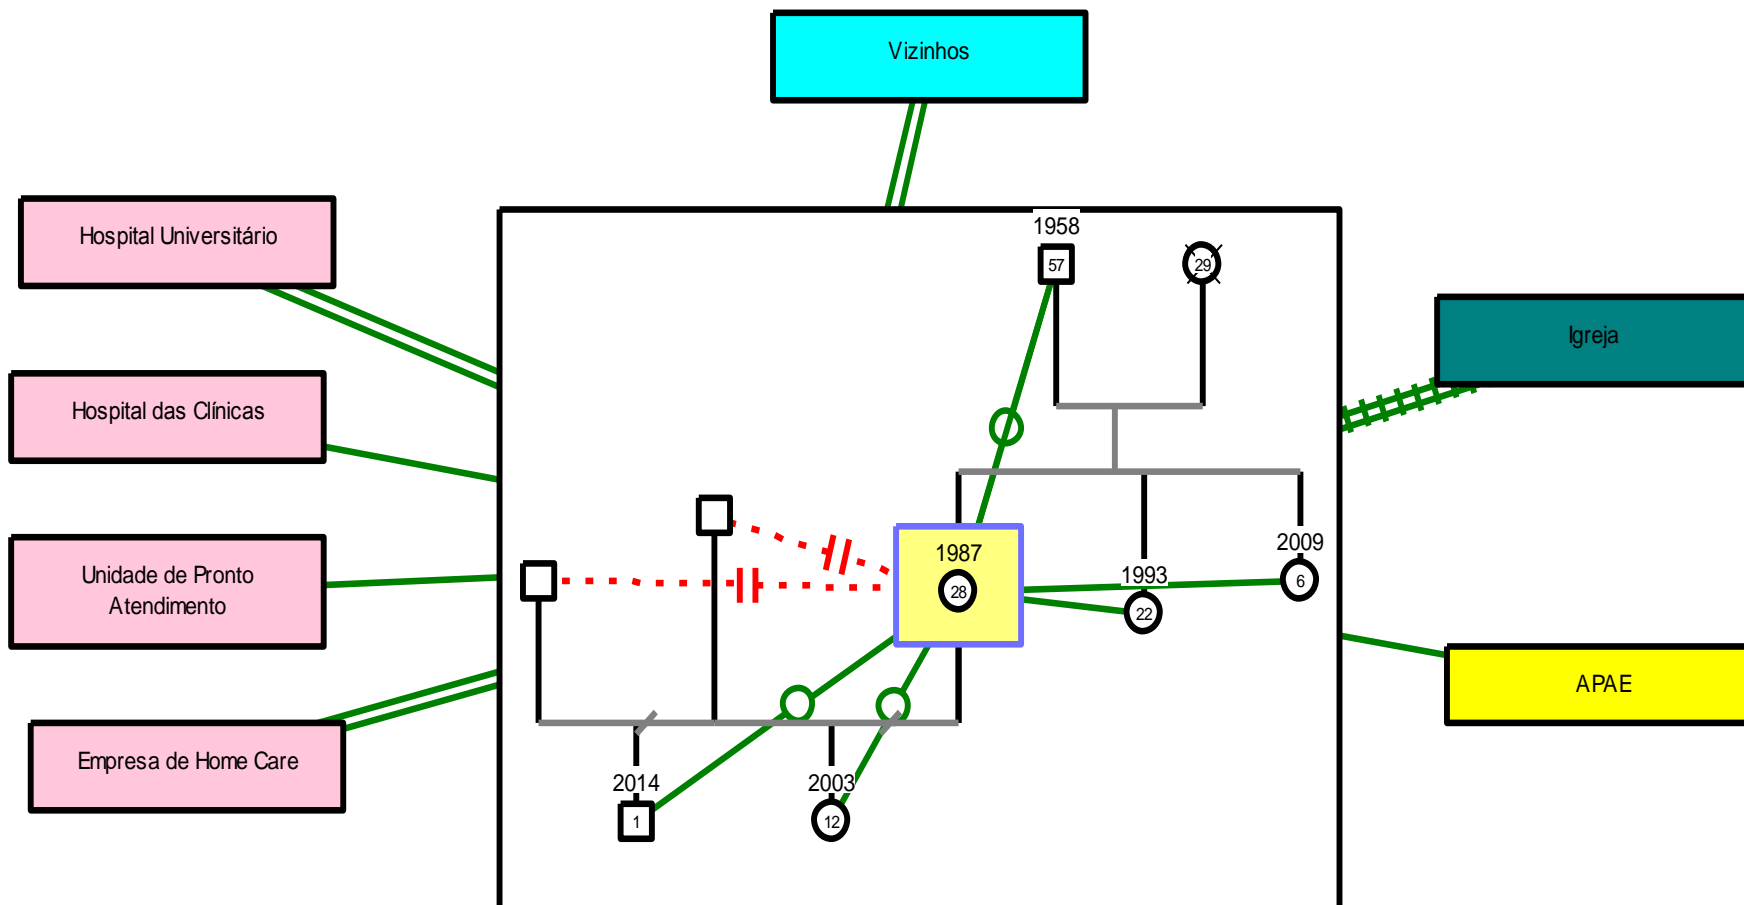 Vizinhos
Hospital Universitário
1958
57
29
Igreja
Hospital das Clínicas
Unidade de Pronto
Atendimento
1987
28
1993
22
2009
6
APAE
Empresa de Home Care
2014
1
2003
12